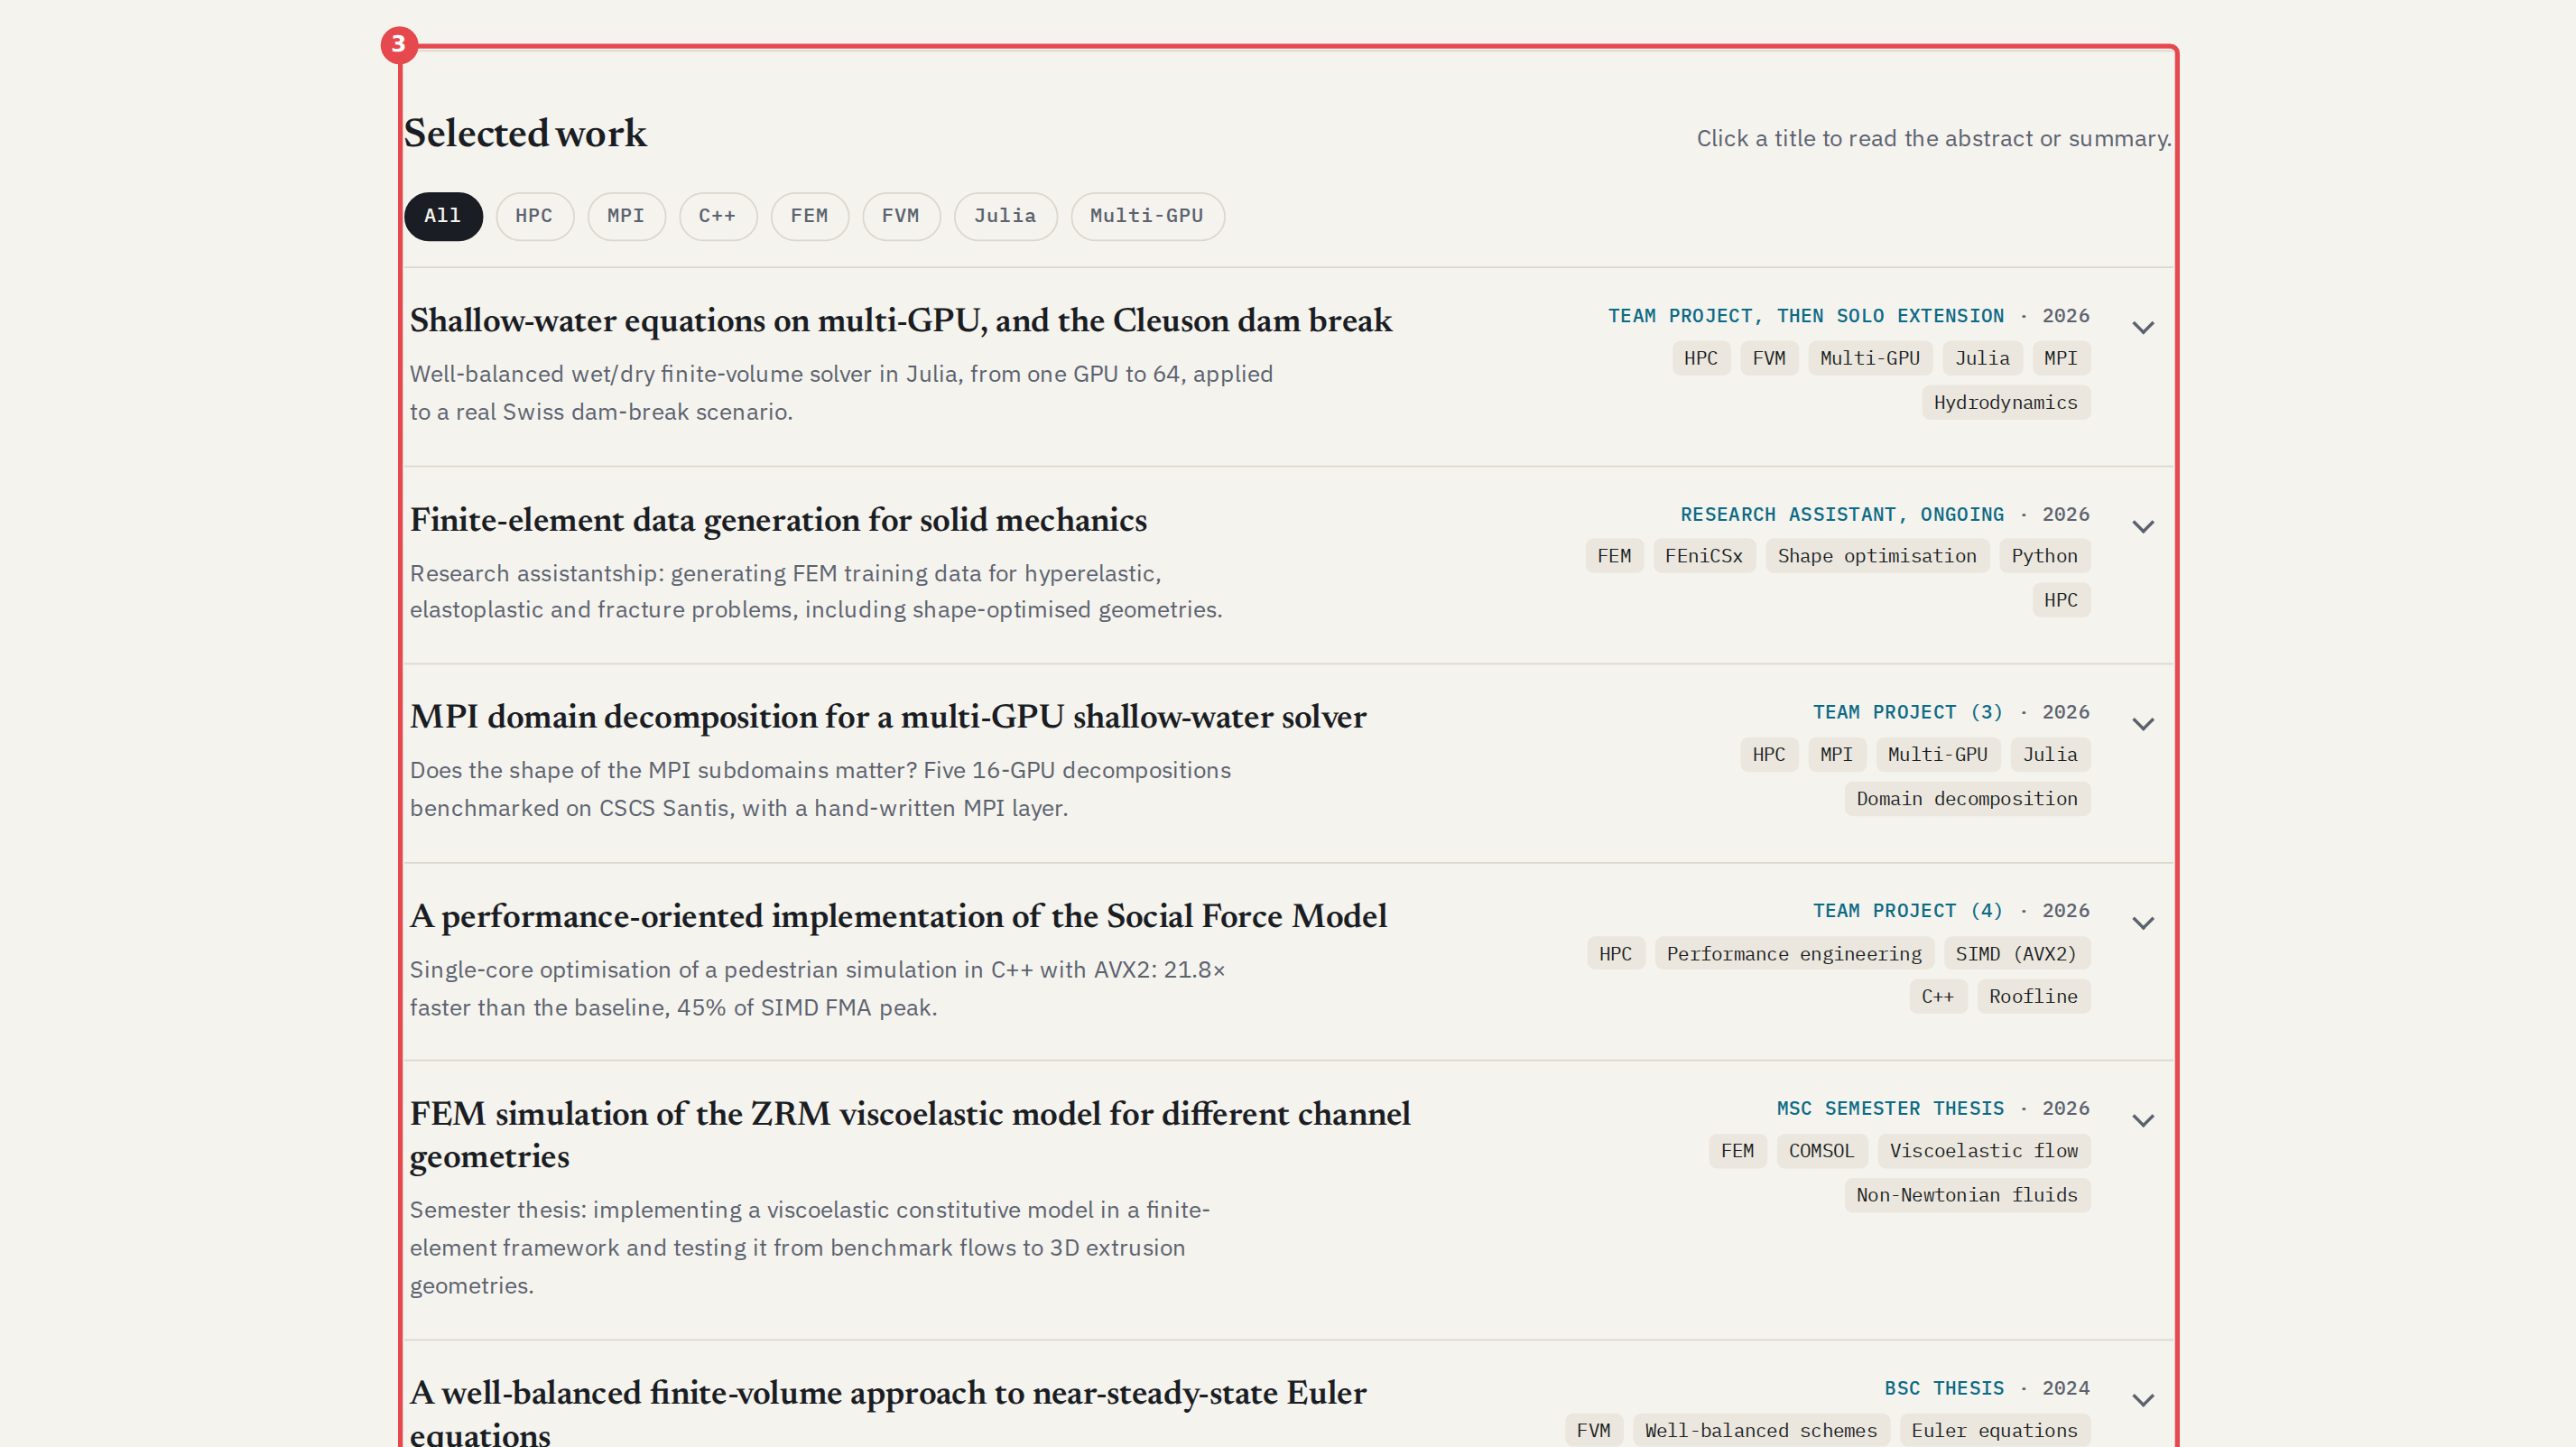 3
Selected work
Click a title to read the abstract or summary.
All HPC MPI C++ FEM FVM Julia Multi-GPU
Shallow-water equations on multi-GPU, and the Cleuson dam break
Well-balanced wet/dry finite-volume solver in Julia, from one GPU to 64, applied
to a real Swiss dam-break scenario.
TEAM PROJECT, THEN SOLO EXTENSION · 2026
HPC FVM Multi-GPU Julia MPI
Hydrodynamics
Finite-element data generation for solid mechanics
Research assistantship: generating FEM training data for hyperelastic,
elastoplastic and fracture problems, including shape-optimised geometries.
RESEARCH ASSISTANT, ONGOING · 2026
FEM FEniCSx Shape optimisation Python
HPC
MPI domain decomposition for a multi-GPU shallow-water solver
Does the shape of the MPI subdomains matter? Five 16-GPU decompositions
benchmarked on CSCS Santis, with a hand-written MPI layer.
TEAM PROJECT (3) · 2026
HPC MPI Multi-GPU Julia
Domain decomposition
A performance-oriented implementation of the Social Force Model
Single-core optimisation of a pedestrian simulation in C++ with AVX2: 21.8×
faster than the baseline, 45% of SIMD FMA peak.
TEAM PROJECT (4) · 2026
HPC Performance engineering SIMD (AVX2)
C++ Roofline
FEM simulation of the ZRM viscoelastic model for different channel
geometries
Semester thesis: implementing a viscoelastic constitutive model in a finite-
element framework and testing it from benchmark flows to 3D extrusion
geometries.
MSC SEMESTER THESIS · 2026
FEM COMSOL Viscoelastic flow
Non-Newtonian fluids
A well-balanced finite-volume approach to near-steady-state Euler
equations
BSC THESIS · 2024
FVM Well-balanced schemes Euler equations